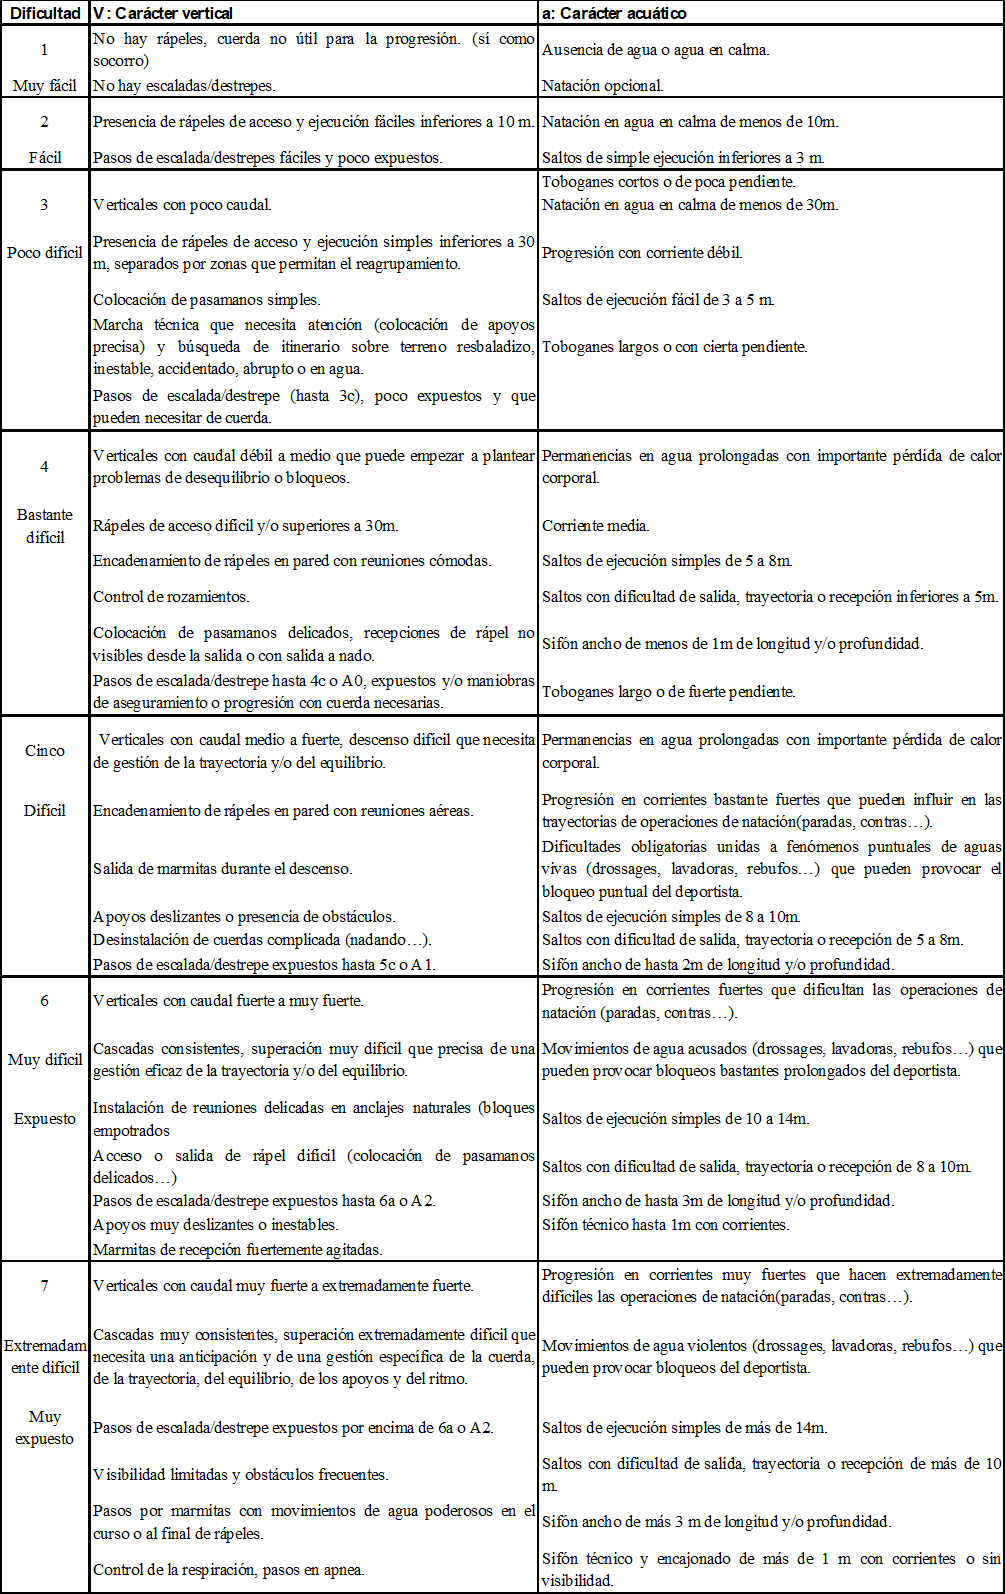 Dificultad V : Carácter vertical a: Carácter acuático
1
Muy fácil
No hay rápeles, cuerda no útil para la progresión. (sí como
socorro)
No hay escaladas/destrepes.
Ausencia de agua o agua en calma.
Natación opcional.
2
Fácil
Presencia de rápeles de acceso y ejecución fáciles inferiores a 10 m.
Pasos de escalada/destrepes fáciles y poco expuestos.
Natación en agua en calma de menos de 10m.
Saltos de simple ejecución inferiores a 3 m.
3
Poco difícil
Verticales con poco caudal.
Presencia de rápeles de acceso y ejecución simples inferiores a 30
m, separados por zonas que permitan el reagrupamiento.
Colocación de pasamanos simples.
Marcha técnica que necesita atención (colocación de apoyos
precisa) y búsqueda de itinerario sobre terreno resbaladizo,
inestable, accidentado, abrupto o en agua.
Pasos de escalada/destrepe (hasta 3c), poco expuestos y que
pueden necesitar de cuerda.
Toboganes cortos o de poca pendiente.
Natación en agua en calma de menos de 30m.
Progresión con corriente débil.
Saltos de ejecución fácil de 3 a 5 m.
Toboganes largos o con cierta pendiente.
4
Bastante
difícil
Verticales con caudal débil a medio que puede empezar a plantear
problemas de desequilibrio o bloqueos.
Rápeles de acceso difícil y/o superiores a 30m.
Encadenamiento de rápeles en pared con reuniones cómodas.
Control de rozamientos.
Colocación de pasamanos delicados, recepciones de rápel no
visibles desde la salida o con salida a nado.
Pasos de escalada/destrepe hasta 4c o A0, expuestos y/o maniobras
de aseguramiento o progresión con cuerda necesarias.
Permanencias en agua prolongadas con importante pérdida de calor
corporal.
Corriente media.
Saltos de ejecución simples de 5 a 8m.
Saltos con dificultad de salida, trayectoria o recepción inferiores a 5m.
Sifón ancho de menos de 1m de longitud y/o profundidad.
Toboganes largo o de fuerte pendiente.
Cinco
Difícil
Verticales con caudal medio a fuerte, descenso difícil que necesita
de gestión de la trayectoria y/o del equilibrio.
Encadenamiento de rápeles en pared con reuniones aéreas.
Salida de marmitas durante el descenso.
Apoyos deslizantes o presencia de obstáculos.
Desinstalación de cuerdas complicada (nadando…).
Pasos de escalada/destrepe expuestos hasta 5c o A1.
Permanencias en agua prolongadas con importante pérdida de calor
corporal.
Progresión en corrientes bastante fuertes que pueden influir en las
trayectorias de operaciones de natación(paradas, contras…).
Dificultades obligatorias unidas a fenómenos puntuales de aguas
vivas (drossages, lavadoras, rebufos…) que pueden provocar el
bloqueo puntual del deportista.
Saltos de ejecución simples de 8 a 10m.
Saltos con dificultad de salida, trayectoria o recepción de 5 a 8m.
Sifón ancho de hasta 2m de longitud y/o profundidad.
6
Muy difícil
Expuesto
Verticales con caudal fuerte a muy fuerte.
Cascadas consistentes, superación muy difícil que precisa de una
gestión eficaz de la trayectoria y/o del equilibrio.
Instalación de reuniones delicadas en anclajes naturales (bloques
empotrados
Acceso o salida de rápel difícil (colocación de pasamanos
delicados…)
Pasos de escalada/destrepe expuestos hasta 6a o A2.
Apoyos muy deslizantes o inestables.
Marmitas de recepción fuertemente agitadas.
Progresión en corrientes fuertes que dificultan las operaciones de
natación (paradas, contras…).
Movimientos de agua acusados (drossages, lavadoras, rebufos…) que
pueden provocar bloqueos bastantes prolongados del deportista.
Saltos de ejecución simples de 10 a 14m.
Saltos con dificultad de salida, trayectoria o recepción de 8 a 10m.
Sifón ancho de hasta 3m de longitud y/o profundidad.
Sifón técnico hasta 1m con corrientes.
7
Extremadam
ente difícil
Muy
expuesto
Verticales con caudal muy fuerte a extremadamente fuerte.
Cascadas muy consistentes, superación extremadamente difícil que
necesita una anticipación y de una gestión específica de la cuerda,
de la trayectoria, del equilibrio, de los apoyos y del ritmo.
Pasos de escalada/destrepe expuestos por encima de 6a o A2.
Visibilidad limitadas y obstáculos frecuentes.
Pasos por marmitas con movimientos de agua poderosos en el
curso o al final de rápeles.
Control de la respiración, pasos en apnea.
Progresión en corrientes muy fuertes que hacen extremadamente
difíciles las operaciones de natación(paradas, contras…).
Movimientos de agua violentos (drossages, lavadoras, rebufos…) que
pueden provocar bloqueos del deportista.
Saltos de ejecución simples de más de 14m.
Saltos con dificultad de salida, trayectoria o recepción de más de 10
m.
Sifón ancho de más 3 m de longitud y/o profundidad.
Sifón técnico y encajonado de más de 1 m con corrientes o sin
visibilidad.